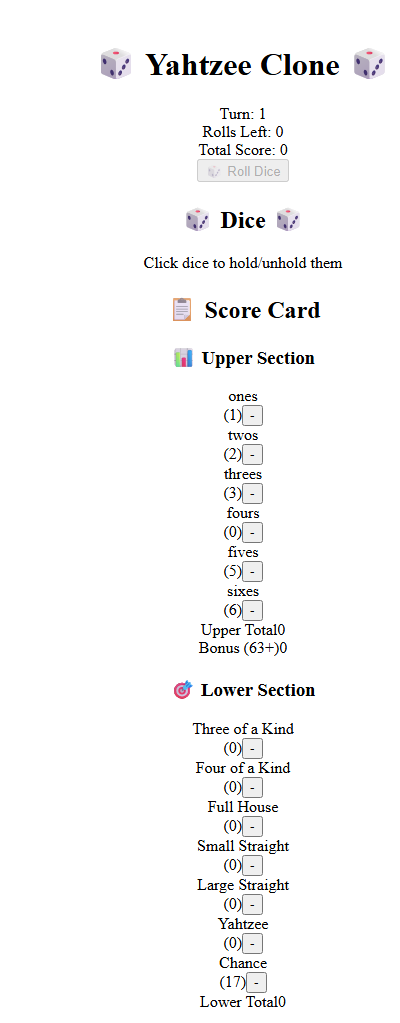 🎲 Yahtzee Clone 🎲
Turn: 1
Rolls Left: 0
Total Score: 0
🎲 Roll Dice
🎲 Dice 🎲
Click dice to hold/unhold them
📋 Score Card
📊 Upper Section
ones
(1) -
twos
(2) -
threes
(3) -
fours
(0) -
fives
(5) -
sixes
(6) -
Upper Total0
Bonus (63+)0
🎯 Lower Section
Three of a Kind
(0) -
Four of a Kind
(0) -
Full House
(0) -
Small Straight
(0) -
Large Straight
(0) -
Yahtzee
(0) -
Chance
(17) -
Lower Total0